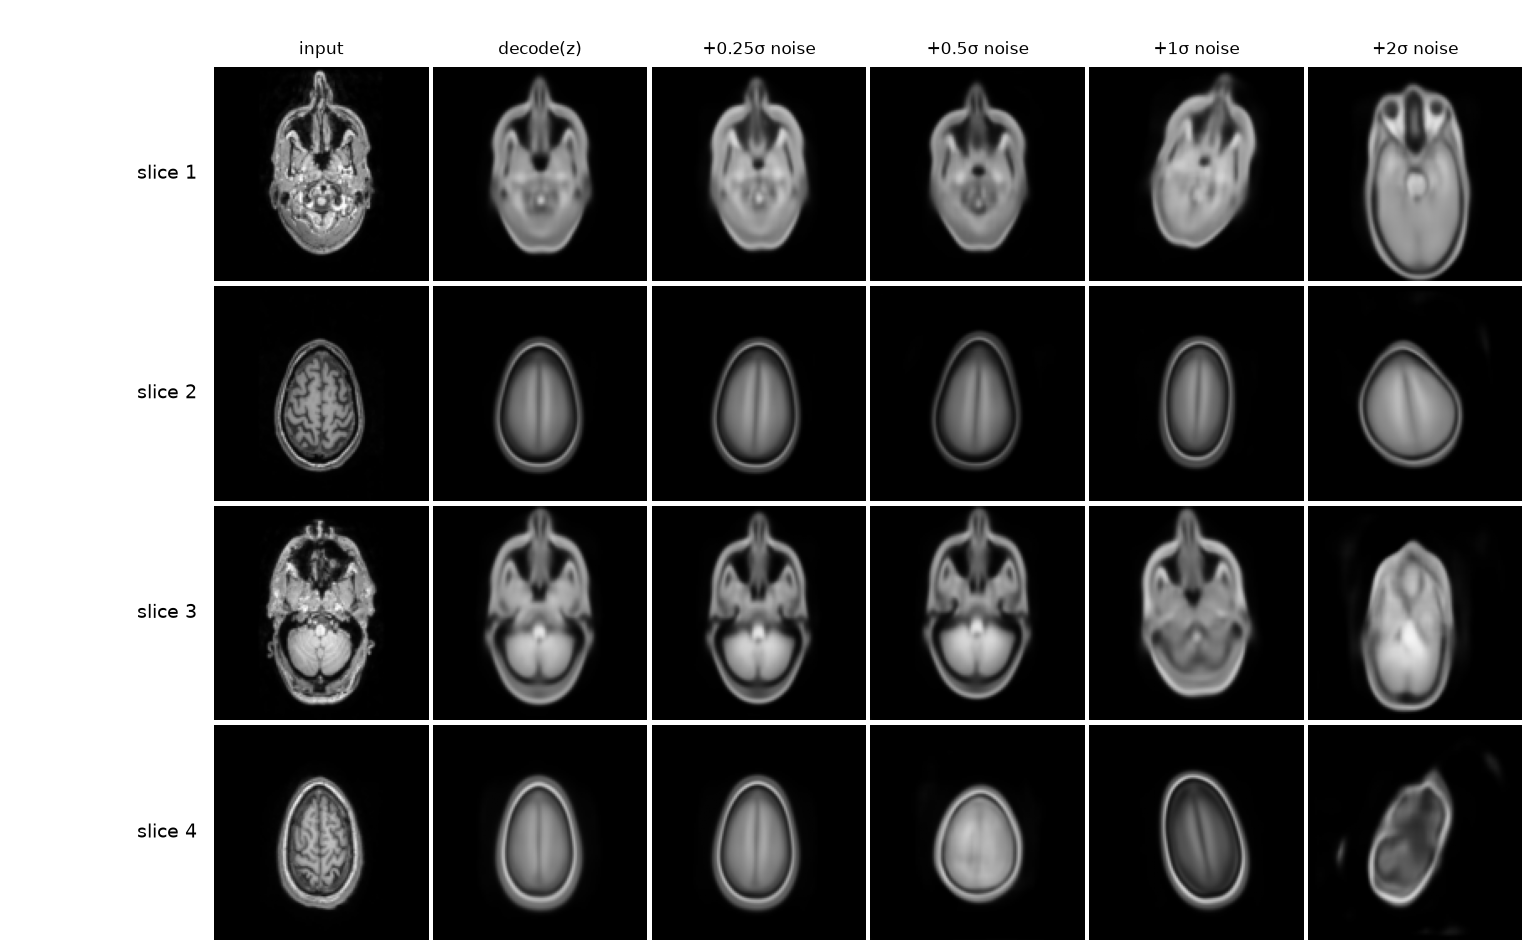 input decode(z) +0.25σ noise +0.5σ noise +1σ noise +2σ noise
slice 1
slice 2
slice 3
slice 4